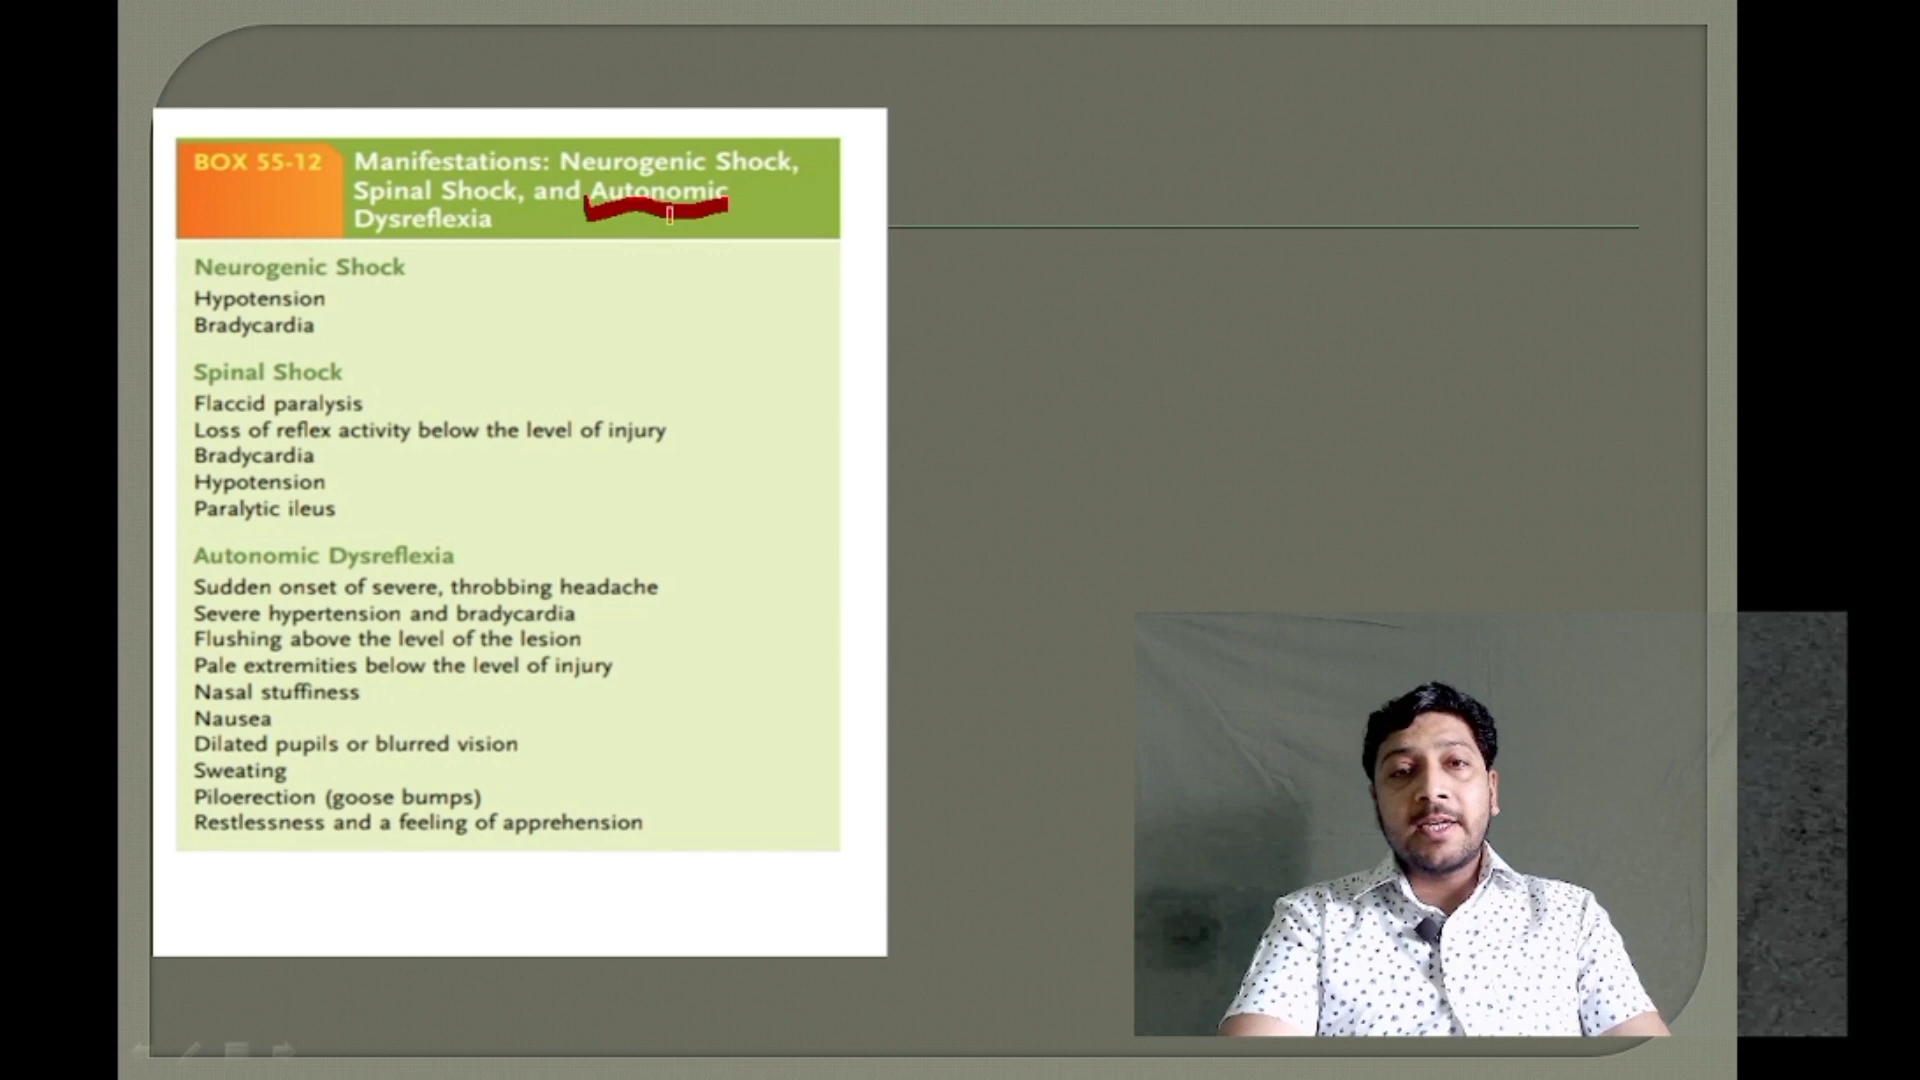 BOX 55-12
Manifestations: Neurogenic Shock,
Spinal Shock, and Autonomic
Dysreflexia
Neurogenic Shock
Hypotension
Bradycardia
Spinal Shock
Flaccid paralysis
Loss of reflex activity below the level of injury
Bradycardia
Hypotension
Paralytic ileus
Autonomic Dysreflexia
Sudden onset of severe, throbbing headache
Severe hypertension and bradycardia
Flushing above the level of the lesion
Pale extremities below the level of injury
Nasal stuffiness
Nausea
Dilated pupils or blurred vision
Sweating
Piloerection (goose bumps)
Restlessness and a feeling of apprehension